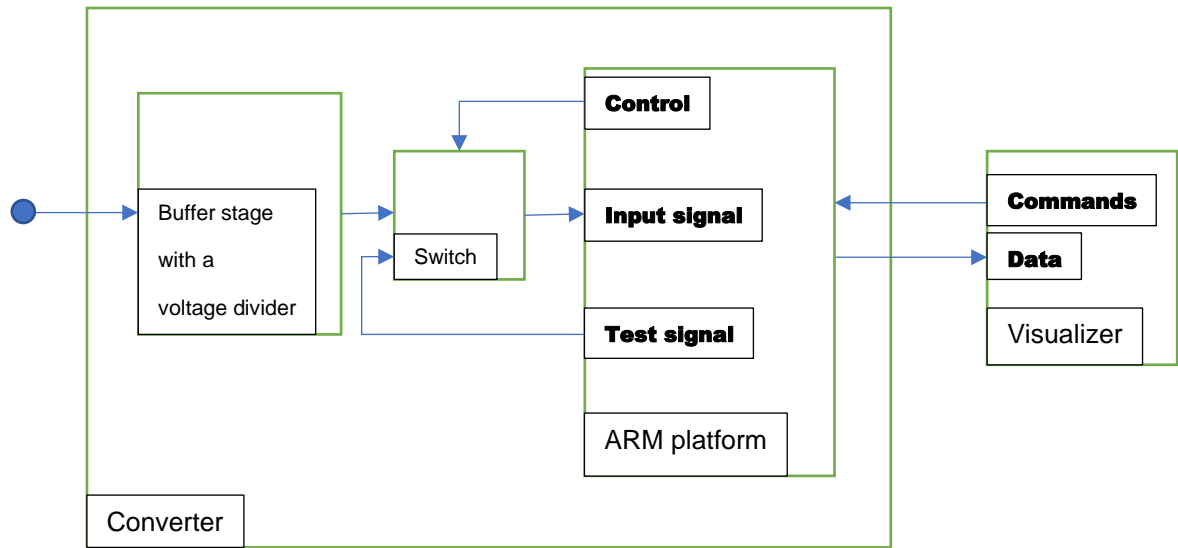 Control
Buffer stage
with a
voltage divider
Switch
Input signal
Test signal
ARM platform
Commands
Data
Visualizer
Converter